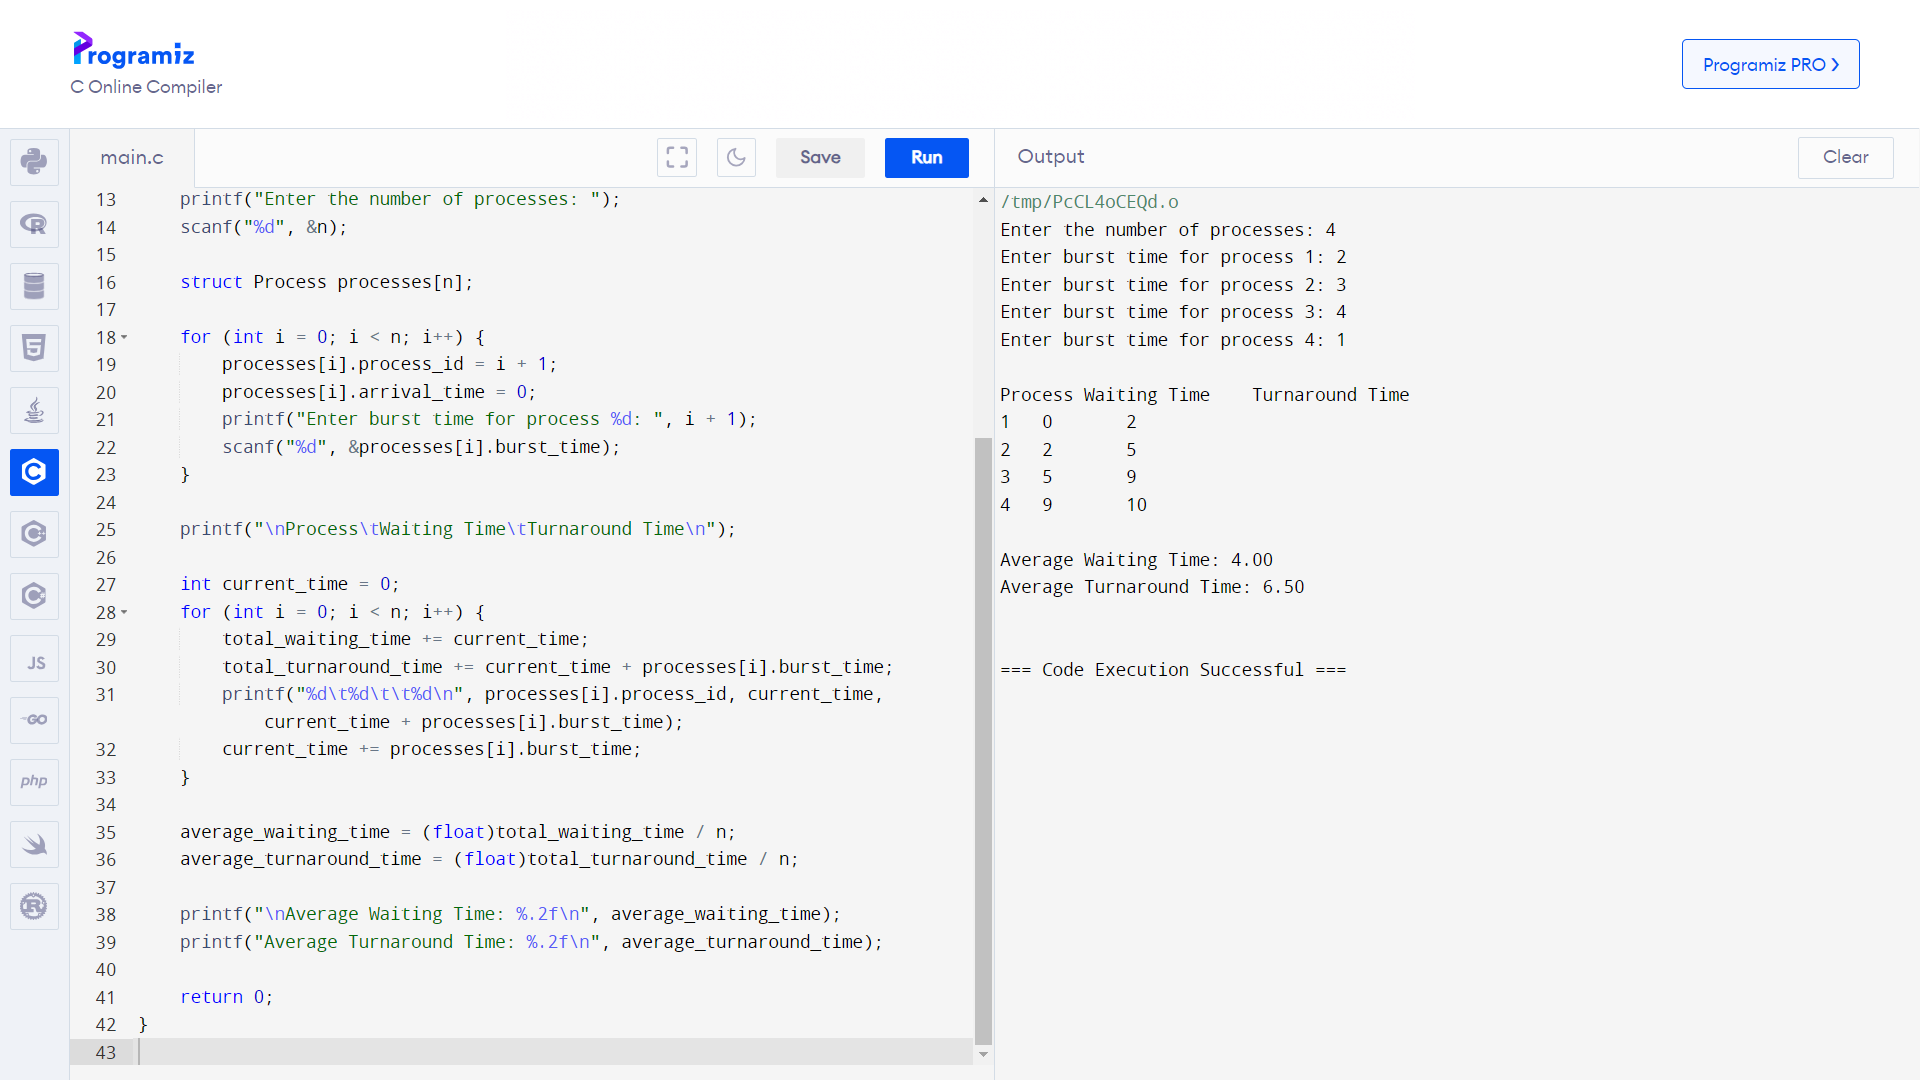 Programiz
C Online Compiler
Programiz PRO
main.c
Save
Run
Output
Clear
13 printf("Enter the number of processes: ");
14 scanf("%d", &n);
15
16 struct Process processes[n];
17
18 for (int i = 0; i < n; i++) {
19 processes[i].process_id = i + 1;
20 processes[i].arrival_time = 0;
21 printf("Enter burst time for process %d: ", i + 1);
22 scanf("%d", &processes[i].burst_time);
23 }
24
25 printf("\nProcess\tWaiting Time\tTurnaround Time\n");
26
27 int current_time = 0;
28 for (int i = 0; i < n; i++) {
29 total_waiting_time += current_time;
30 total_turnaround_time += current_time + processes[i].burst_time;
31 printf("%d\t%d\t\t%d\n", processes[i].process_id, current_time,
current_time + processes[i].burst_time);
32 current_time += processes[i].burst_time;
33 }
34
35 average_waiting_time = (float)total_waiting_time / n;
36 average_turnaround_time = (float)total_turnaround_time / n;
37
38 printf("\nAverage Waiting Time: %.2f\n", average_waiting_time);
39 printf("Average Turnaround Time: %.2f\n", average_turnaround_time);
40
41 return 0;
42 }
43
/tmp/PcCL4oCEQd.o
Enter the number of processes: 4
Enter burst time for process 1: 2
Enter burst time for process 2: 3
Enter burst time for process 3: 4
Enter burst time for process 4: 1
Process Waiting Time Turnaround Time
1 0 2
2 2 5
3 5 9
4 9 10
Average Waiting Time: 4.00
Average Turnaround Time: 6.50
=== Code Execution Successful ===
R
5
C
C
C
JS
GO
php
R